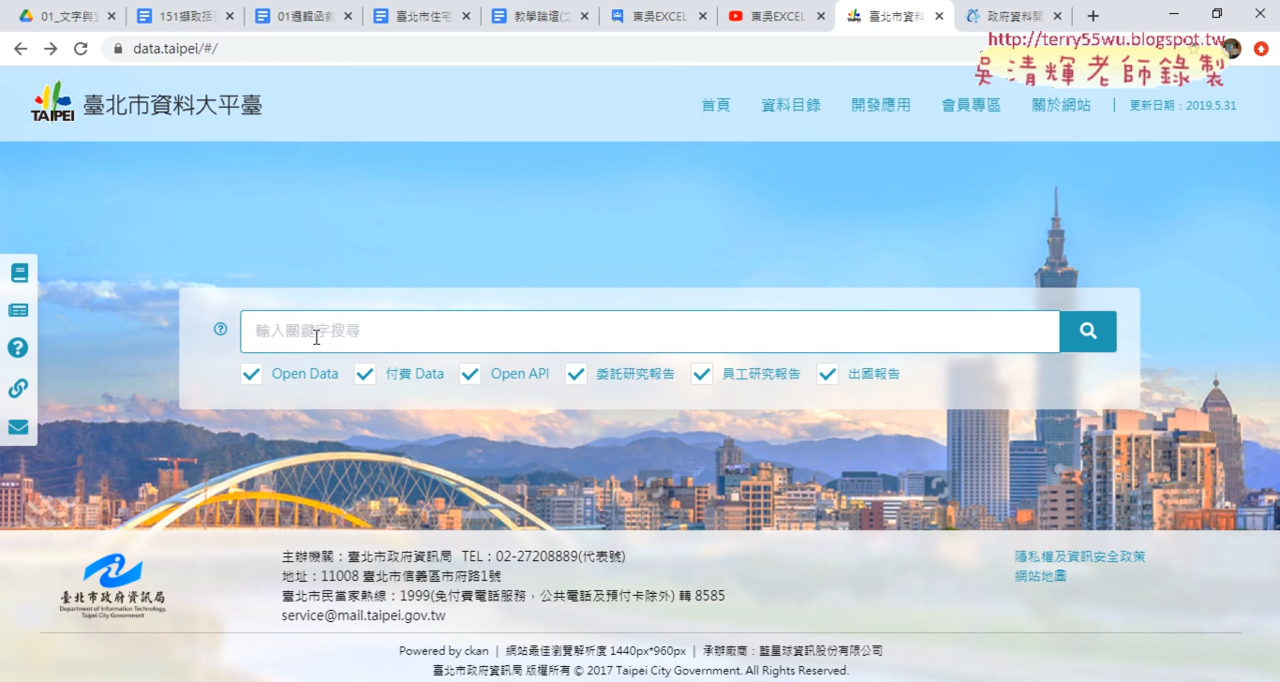 01_文字與
151擷取括
01邏輯函數
臺北市住宅
教學論壇(之
東吳EXCEL
東吳EXCEL
臺北市資料
政府資料開
data.taipei/#/
http://terry55wu.blogspot.tw
吳清輝老師錄製
TAIPEI 臺北市資料大平臺
首頁
資料目錄
開發應用
會員專區
關於網站
更新日期：2019.5.31
輸入關鍵字搜尋
Open Data
付費 Data
Open API
委託研究報告
員工研究報告
出國報告
臺北市政府資訊局
Department of Information Technology,
Taipei City Government
主辦機關：臺北市政府資訊局 TEL：02-27208889(代表號)
地址：11008 臺北市信義區市府路1號
臺北市民當家熱線：1999(免付費電話服務，公共電話及預付卡除外) 轉 8585
service@mail.taipei.gov.tw
隱私權及資訊安全政策
網站地圖
Powered by ckan | 網站最佳瀏覽解析度 1440px*960px | 承辦廠商：藍星球資訊股份有限公司
臺北市政府資訊局 版權所有 © 2017 Taipei City Government. All Rights Reserved.